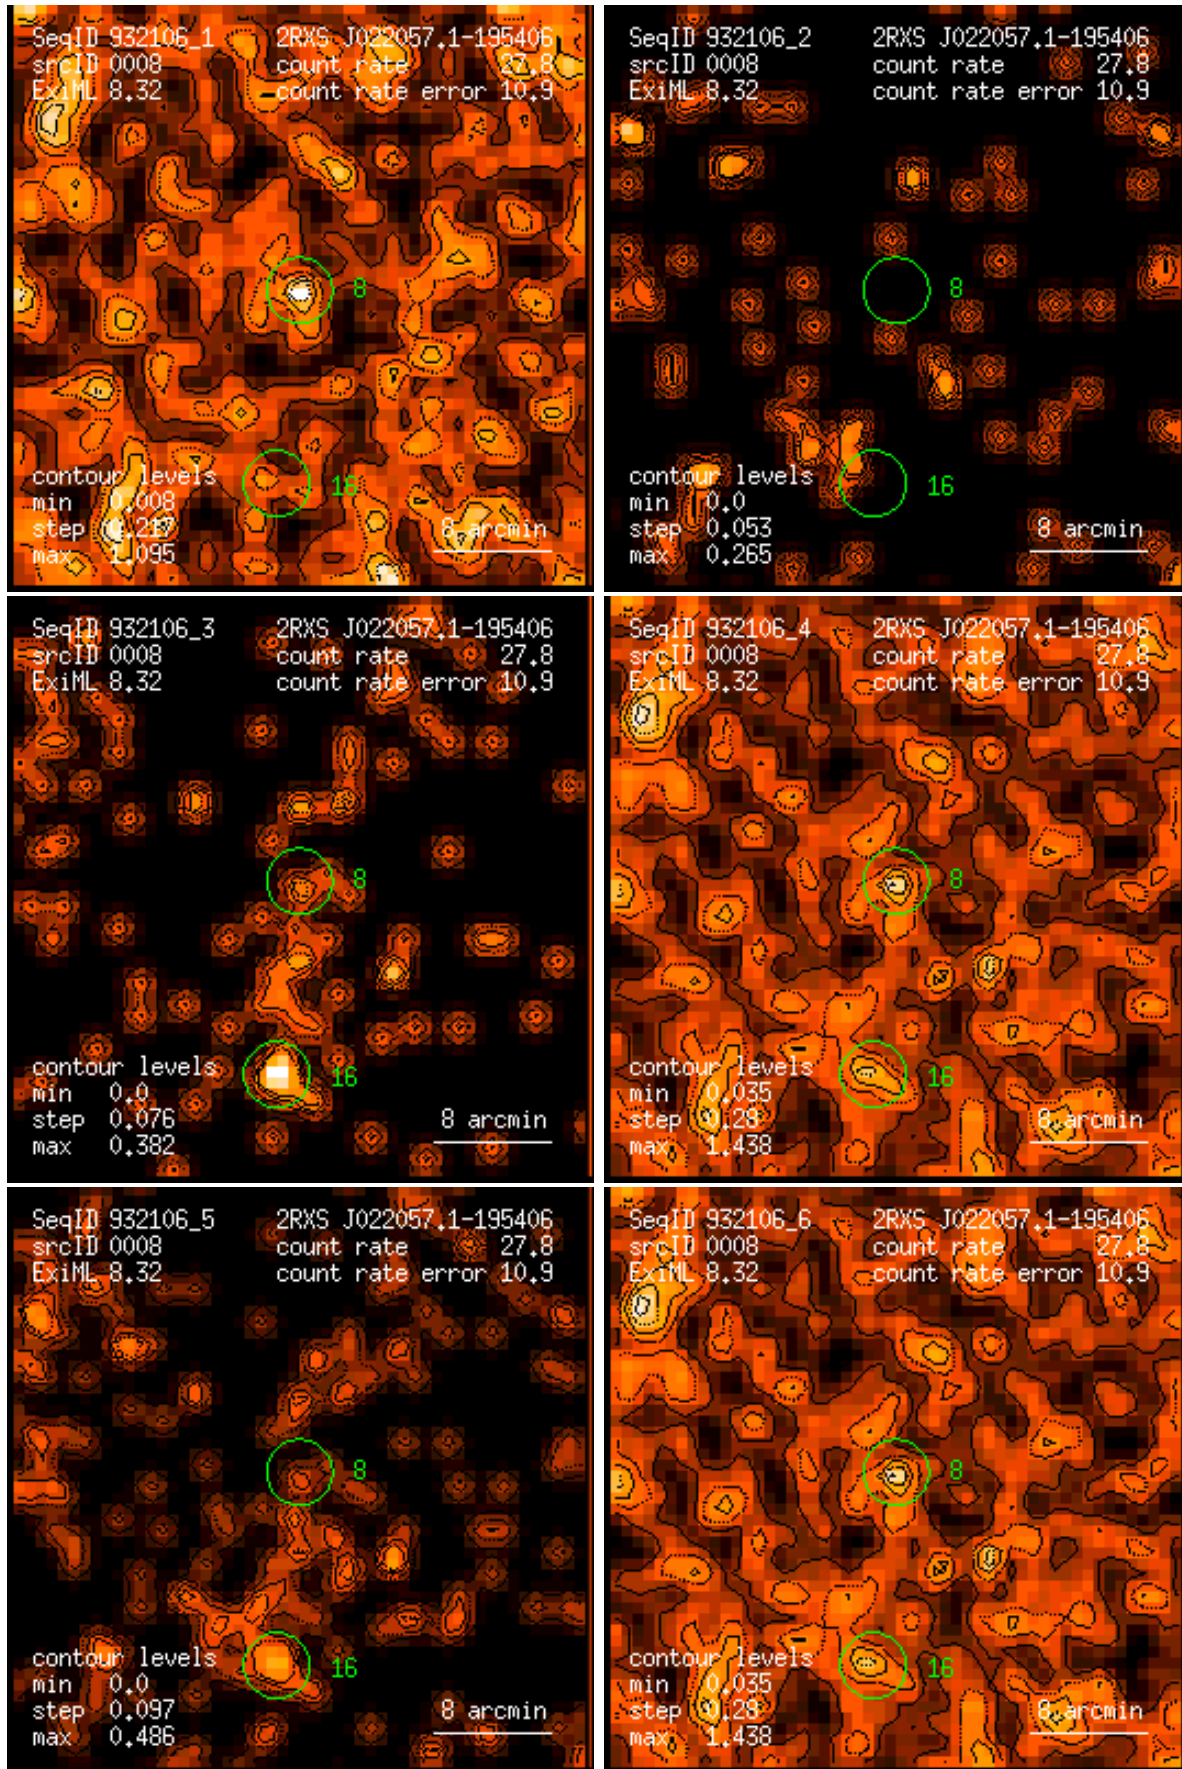 SeqID 932106_1 2RXS J022057.1-195406
srcID 0008 count rate 27.8
ExiML 8.32 count rate error 10.9
8
16
contour levels
min 0.008
step 0.217
max 1.095
8 arcmin
SeqID 932106_2 2RXS J022057.1-195406
srcID 0008 count rate 27.8
ExiML 8.32 count rate error 10.9
8
16
contour levels
min 0.0
step 0.053
max 0.265
8 arcmin
SeqID 932106_3 2RXS J022057.1-195406
srcID 0008 count rate 27.8
ExiML 8.32 count rate error 10.9
8
16
contour levels
min 0.0
step 0.076
max 0.382
8 arcmin
SeqID 932106_4 2RXS J022057.1-195406
srcID 0008 count rate 27.8
ExiML 8.32 count rate error 10.9
8
16
contour levels
min 0.035
step 0.28
max 1.438
8 arcmin
SeqID 932106_5 2RXS J022057.1-195406
srcID 0008 count rate 27.8
ExiML 8.32 count rate error 10.9
8
16
contour levels
min 0.0
step 0.097
max 0.486
8 arcmin
SeqID 932106_6 2RXS J022057.1-195406
srcID 0008 count rate 27.8
ExiML 8.32 count rate error 10.9
8
16
contour levels
min 0.035
step 0.28
max 1.438
8 arcmin